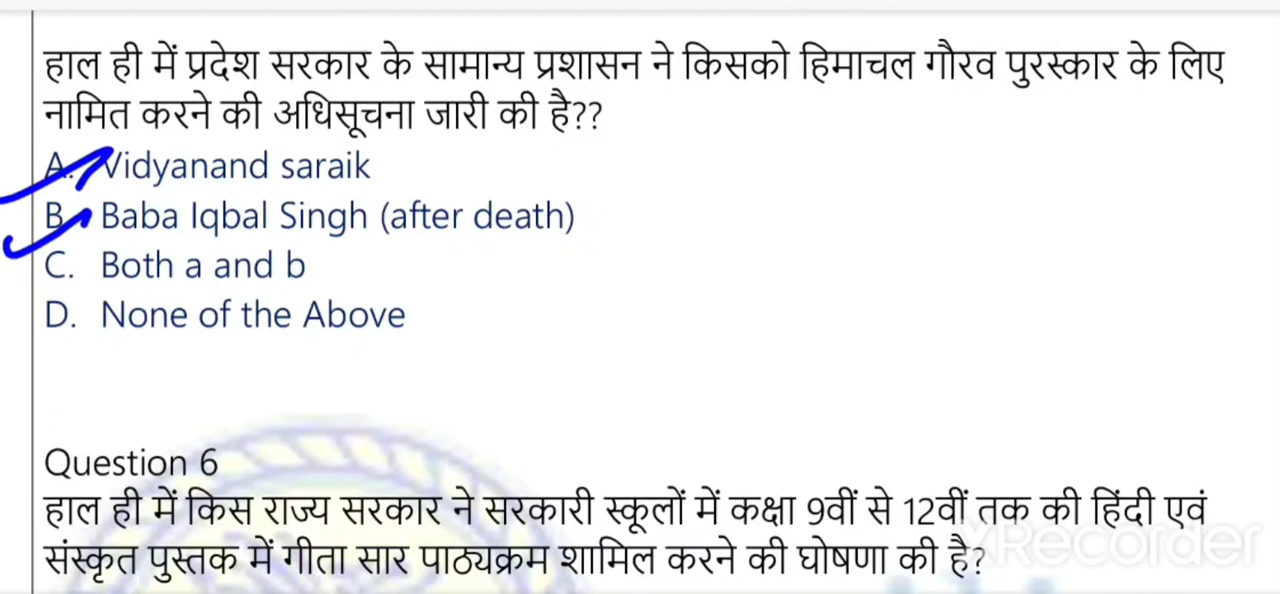 हाल ही में प्रदेश सरकार के सामान्य प्रशासन ने किसको हिमाचल गौरव पुरस्कार के लिए
नामित करने की अधिसूचना जारी की है??
A. Vidyanand saraik
B. Baba Iqbal Singh (after death)
C. Both a and b
D. None of the Above
Question 6
हाल ही में किस राज्य सरकार ने सरकारी स्कूलों में कक्षा 9वीं से 12वीं तक की हिंदी एवं
संस्कृत पुस्तक में गीता सार पाठ्यक्रम शामिल करने की घोषणा की है?
XRecorder